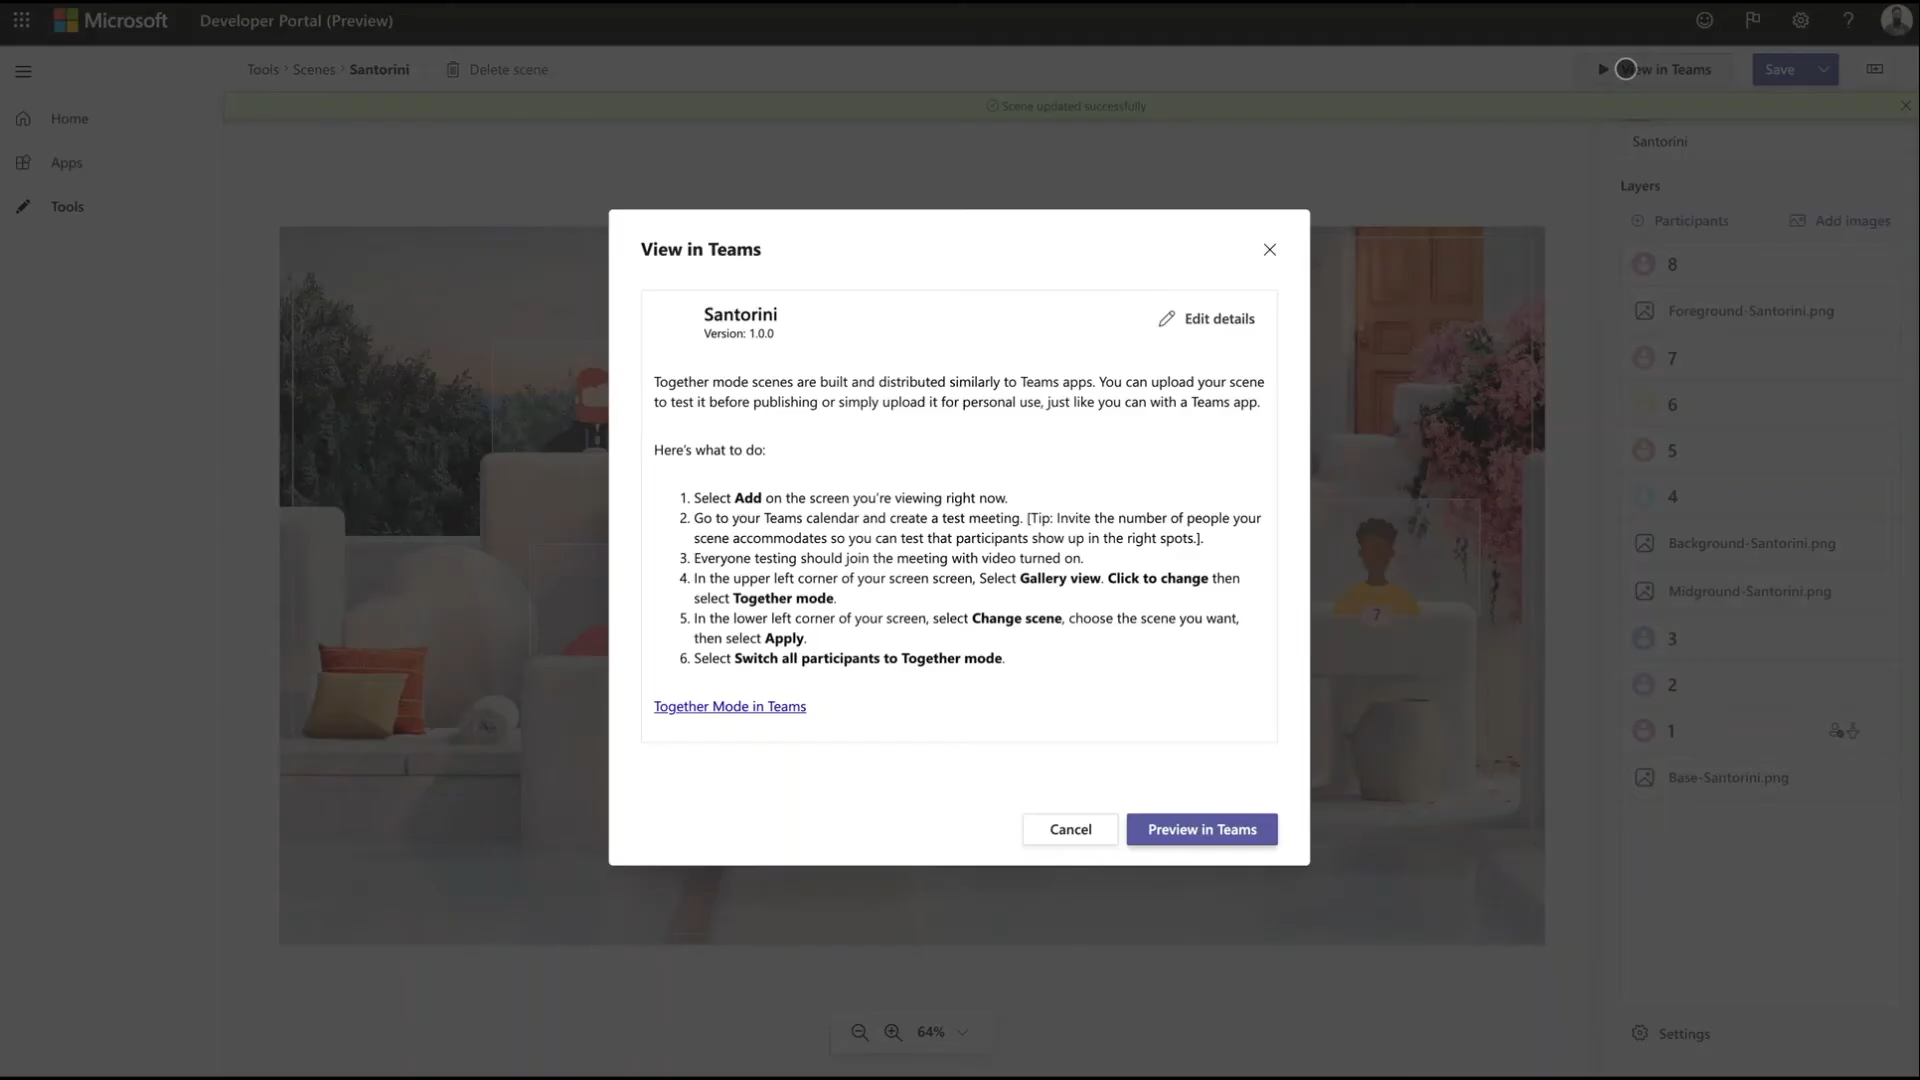 Microsoft
Developer Portal (Preview)
Tools › Scenes › Santorini
Delete scene
View in Teams
Save
Scene updated successfully
Home
Apps
Tools
View in Teams
Santorini
Version: 1.0.0
Edit details
Together mode scenes are built and distributed similarly to Teams apps. You can upload your scene
to test it before publishing or simply upload it for personal use, just like you can with a Teams app.
Here's what to do:
1. Select Add on the screen you're viewing right now.
2. Go to your Teams calendar and create a test meeting. [Tip: Invite the number of people your
scene accommodates so you can test that participants show up in the right spots.].
3. Everyone testing should join the meeting with video turned on.
4. In the upper left corner of your screen screen, Select Gallery view. Click to change then
select Together mode.
5. In the lower left corner of your screen, select Change scene, choose the scene you want,
then select Apply.
6. Select Switch all participants to Together mode.
Together Mode in Teams
Cancel
Preview in Teams
7
64%
Santorini
Layers
Participants
Add images
8
Foreground-Santorini.png
7
6
5
4
Background-Santorini.png
Midground-Santorini.png
3
2
1
Base-Santorini.png
Settings